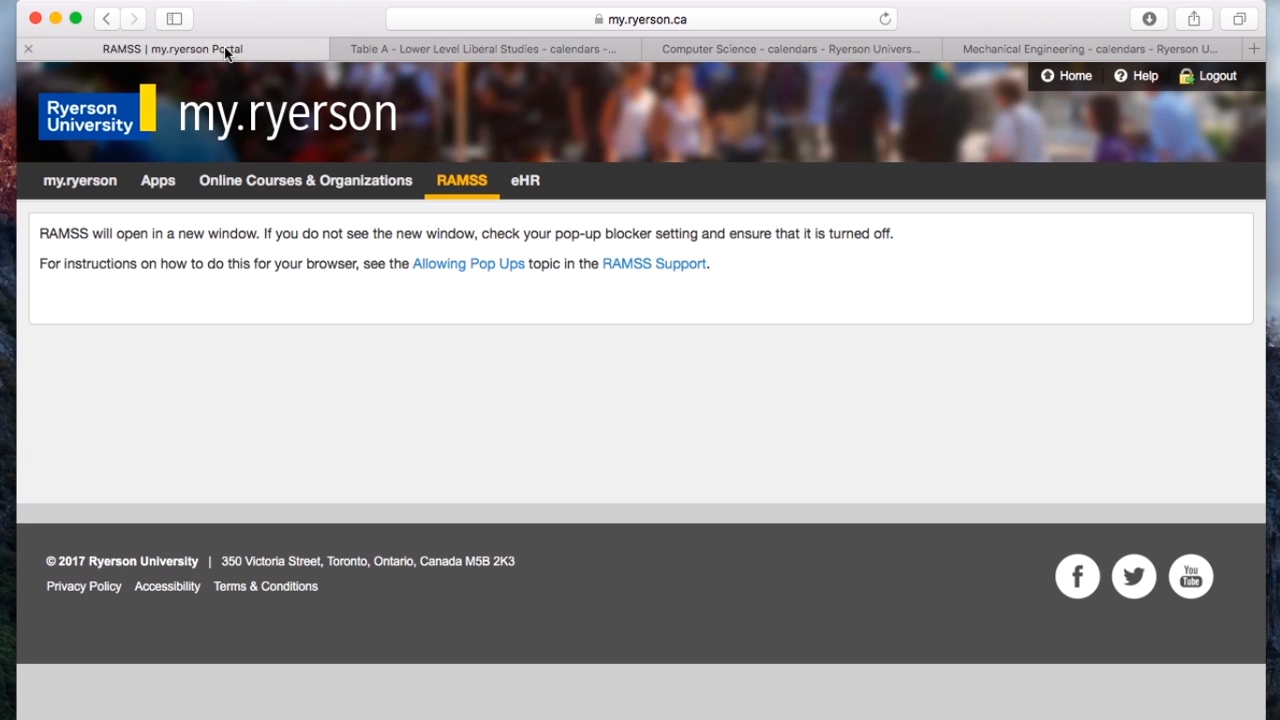 my.ryerson.ca
RAMSS | my.ryerson Portal
Table A - Lower Level Liberal Studies - calendars -...
Computer Science - calendars - Ryerson Univers...
Mechanical Engineering - calendars - Ryerson U...
Home Help Logout
Ryerson
University
my.ryerson
my.ryerson Apps Online Courses & Organizations RAMSS eHR
RAMSS will open in a new window. If you do not see the new window, check your pop-up blocker setting and ensure that it is turned off.
For instructions on how to do this for your browser, see the Allowing Pop Ups topic in the RAMSS Support.
© 2017 Ryerson University | 350 Victoria Street, Toronto, Ontario, Canada M5B 2K3
Privacy Policy Accessibility Terms & Conditions
You
Tube